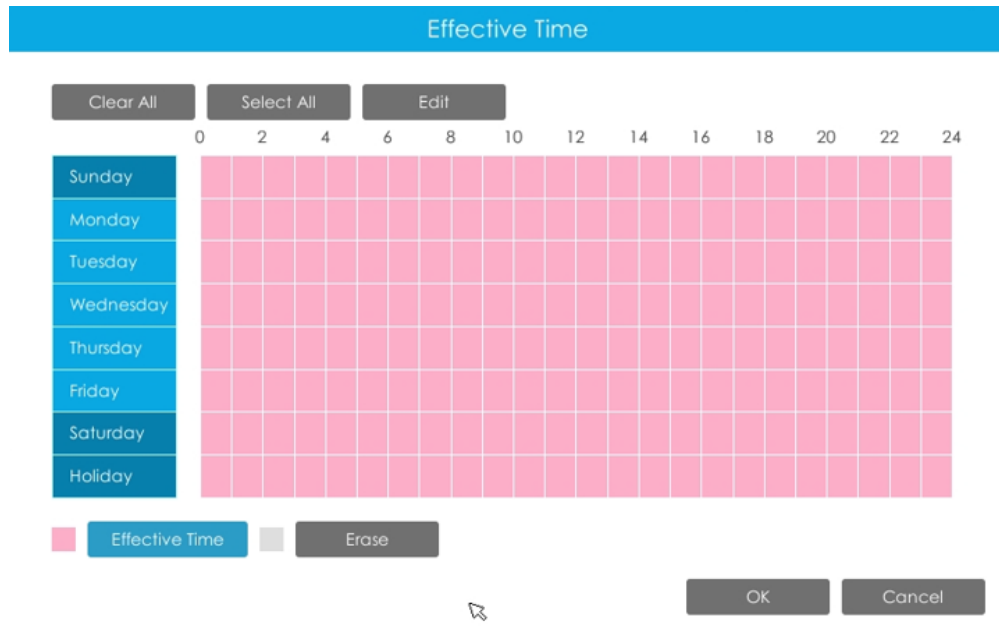 Effective Time
Clear All Select All Edit
0 2 4 6 8 10 12 14 16 18 20 22 24
Sunday
Monday
Tuesday
Wednesday
Thursday
Friday
Saturday
Holiday
Effective Time Erase
OK Cancel